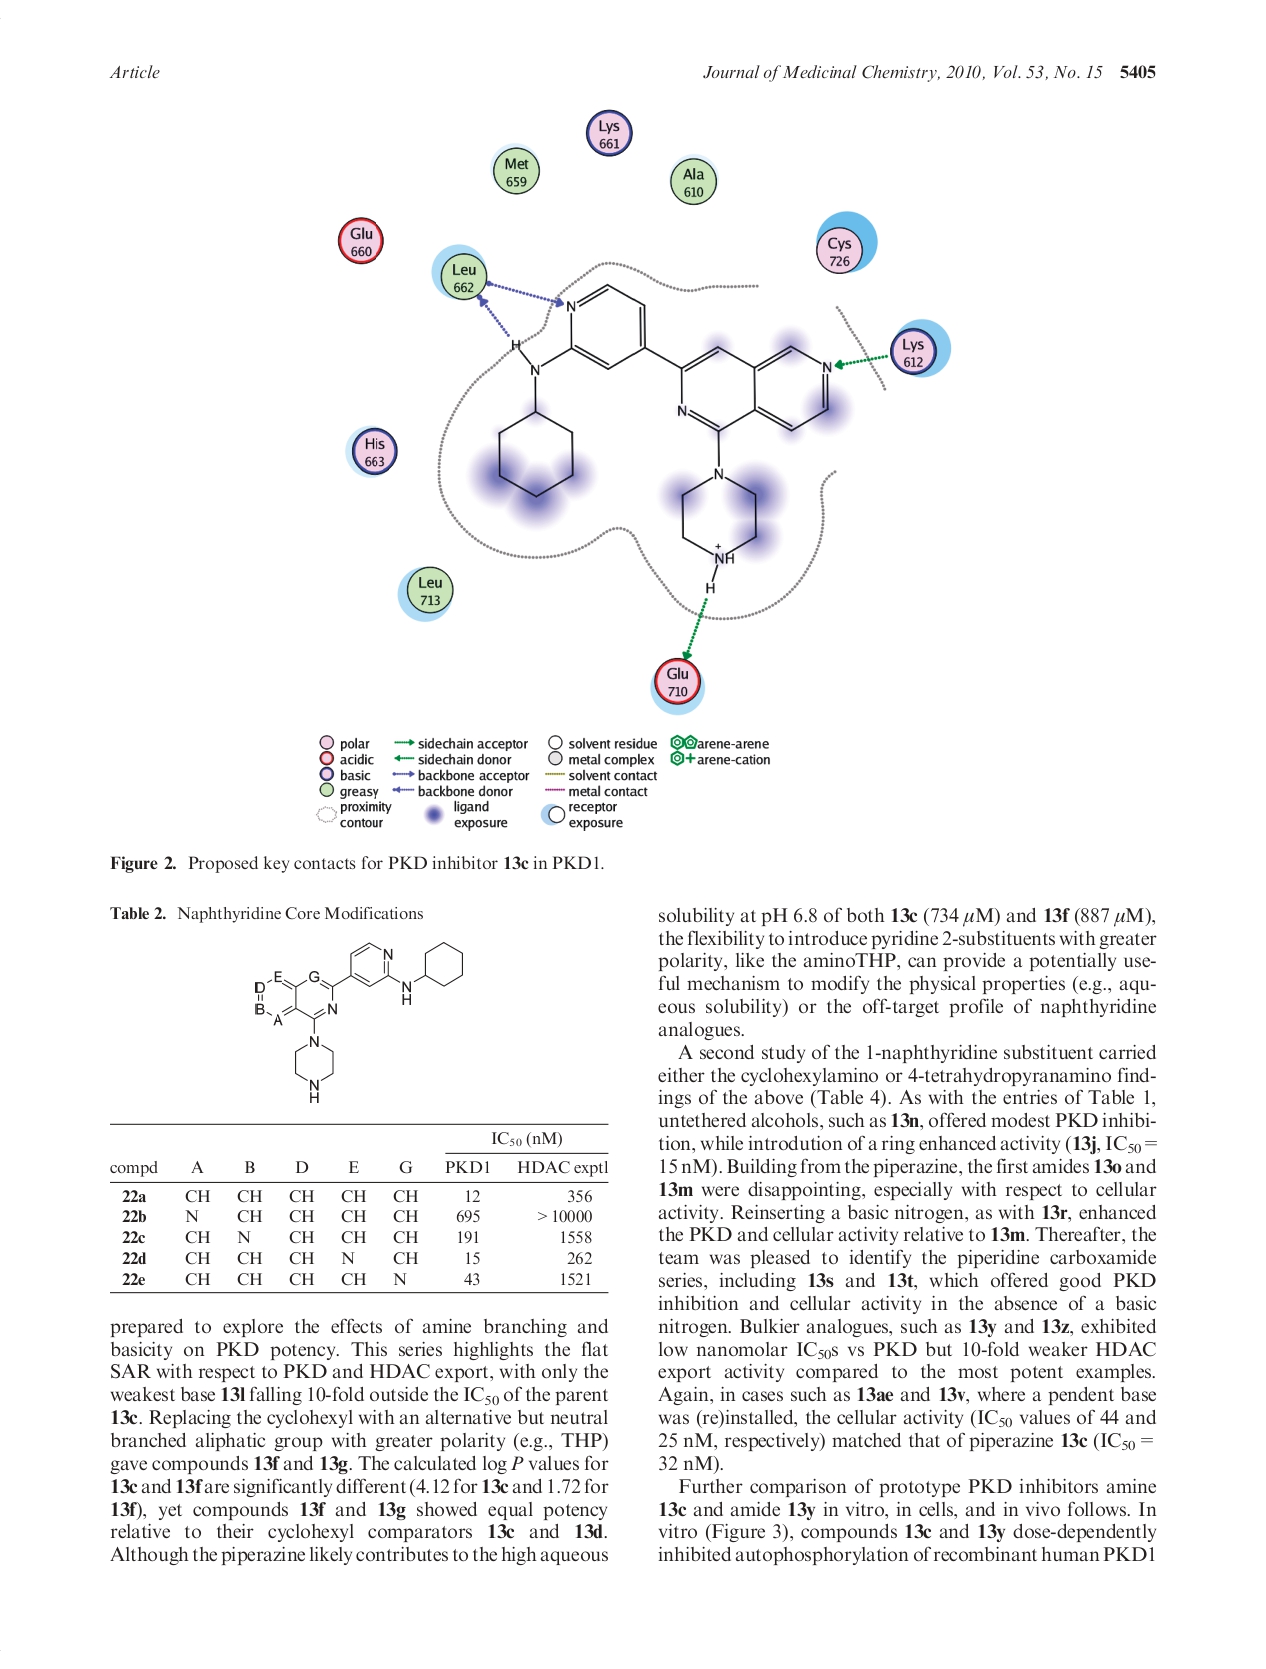 Article
Journal of Medicinal Chemistry, 2010, Vol. 53, No. 15 5405
Lys
661
Met
659
Ala
610
Glu
660
Cys
726
Leu
662
N
H
N
Lys
612
N
N
His
663
N
+
NH
H
Leu
713
Glu
710
polar
acidic
basic
greasy
proximity
contour
sidechain acceptor
sidechain donor
backbone acceptor
backbone donor
ligand
exposure
solvent residue
metal complex
solvent contact
metal contact
receptor
exposure
arene-arene
arene-cation
Figure 2. Proposed key contacts for PKD inhibitor 13c in PKD1.
Table 2. Naphthyridine Core Modifications
N
E G
D
N
H
B N
A
N
N
H
IC50 (nM)
compd A B D E G PKD1 HDAC exptl
22a CH CH CH CH CH 12 356
22b N CH CH CH CH 695 >10000
22c CH N CH CH CH 191 1558
22d CH CH CH N CH 15 262
22e CH CH CH CH N 43 1521
prepared to explore the effects of amine branching and
basicity on PKD potency. This series highlights the flat
SAR with respect to PKD and HDAC export, with only the
weakest base 13l falling 10-fold outside the IC50 of the parent
13c. Replacing the cyclohexyl with an alternative but neutral
branched aliphatic group with greater polarity (e.g., THP)
gave compounds 13f and 13g. The calculated log P values for
13c and 13f are significantly different (4.12 for 13c and 1.72 for
13f), yet compounds 13f and 13g showed equal potency
relative to their cyclohexyl comparators 13c and 13d.
Although the piperazine likely contributes to the high aqueous
solubility at pH 6.8 of both 13c (734 μM) and 13f (887 μM),
the flexibility to introduce pyridine 2-substituents with greater
polarity, like the aminoTHP, can provide a potentially use-
ful mechanism to modify the physical properties (e.g., aqu-
eous solubility) or the off-target profile of naphthyridine
analogues.
A second study of the 1-naphthyridine substituent carried
either the cyclohexylamino or 4-tetrahydropyranamino find-
ings of the above (Table 4). As with the entries of Table 1,
untethered alcohols, such as 13n, offered modest PKD inhibi-
tion, while introdution of a ring enhanced activity (13j, IC50 =
15 nM). Building from the piperazine, the first amides 13o and
13m were disappointing, especially with respect to cellular
activity. Reinserting a basic nitrogen, as with 13r, enhanced
the PKD and cellular activity relative to 13m. Thereafter, the
team was pleased to identify the piperidine carboxamide
series, including 13s and 13t, which offered good PKD
inhibition and cellular activity in the absence of a basic
nitrogen. Bulkier analogues, such as 13y and 13z, exhibited
low nanomolar IC50s vs PKD but 10-fold weaker HDAC
export activity compared to the most potent examples.
Again, in cases such as 13ae and 13v, where a pendent base
was (re)installed, the cellular activity (IC50 values of 44 and
25 nM, respectively) matched that of piperazine 13c (IC50 =
32 nM).
Further comparison of prototype PKD inhibitors amine
13c and amide 13y in vitro, in cells, and in vivo follows. In
vitro (Figure 3), compounds 13c and 13y dose-dependently
inhibited autophosphorylation of recombinant human PKD1